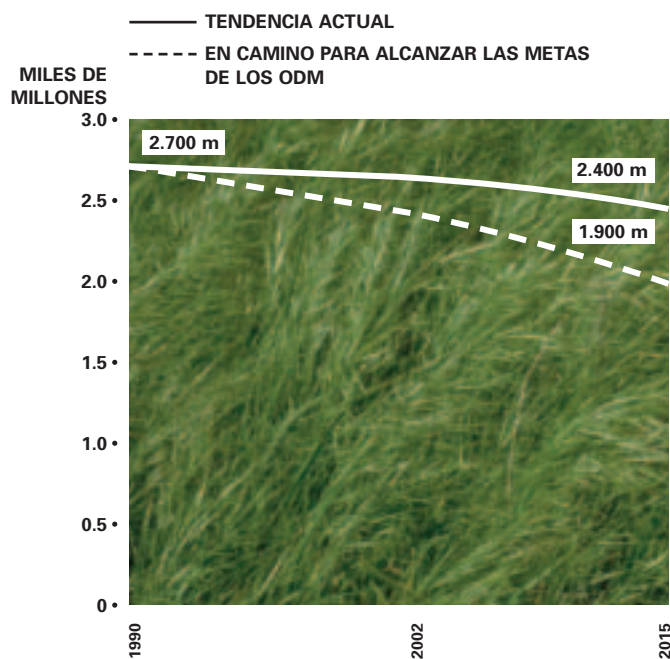 TENDENCIA ACTUAL
EN CAMINO PARA ALCANZAR LAS METAS
DE LOS ODM
MILES DE
MILLONES
3.0 •
2.700 m
2.400 m
2.5 •
1.900 m
2.0 •
1.5 •
1.0 •
0.5 •
0 •
1990
2002
2015